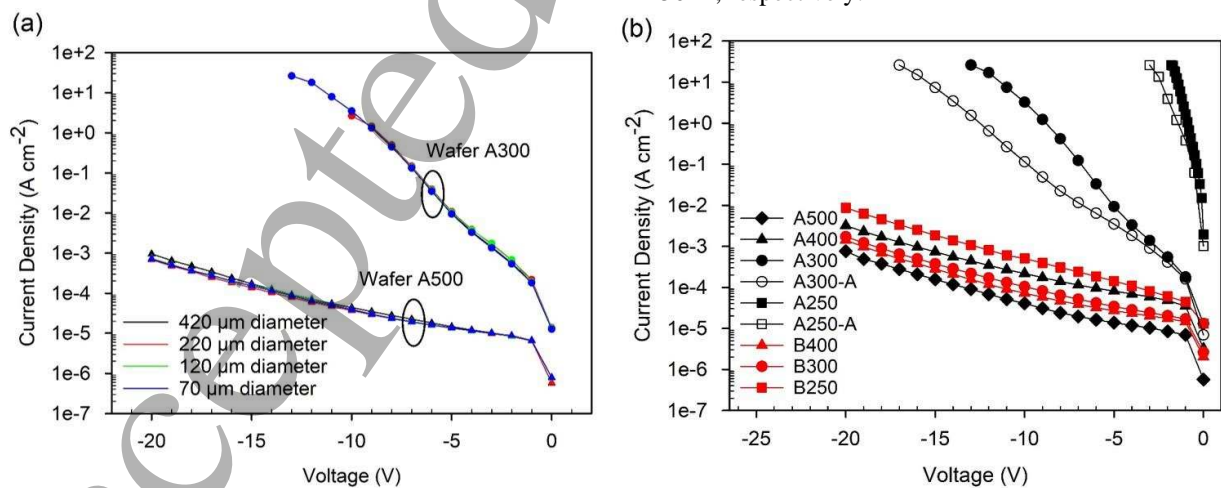 respectively.
(a)
1e+2
1e+1
1e+0
1e-1
1e-2
1e-3
1e-4
1e-5
1e-6
1e-7
Current Density (A cm-2)
Wafer A300
Wafer A500
420 µm diameter
220 µm diameter
120 µm diameter
70 µm diameter
-20 -15 -10 -5 0
Voltage (V)
(b)
1e+2
1e+1
1e+0
1e-1
1e-2
1e-3
1e-4
1e-5
1e-6
1e-7
Current Density (A cm-2)
A500
A400
A300
A300-A
A250
A250-A
B400
B300
B250
-25 -20 -15 -10 -5 0
Voltage (V)
ccepted